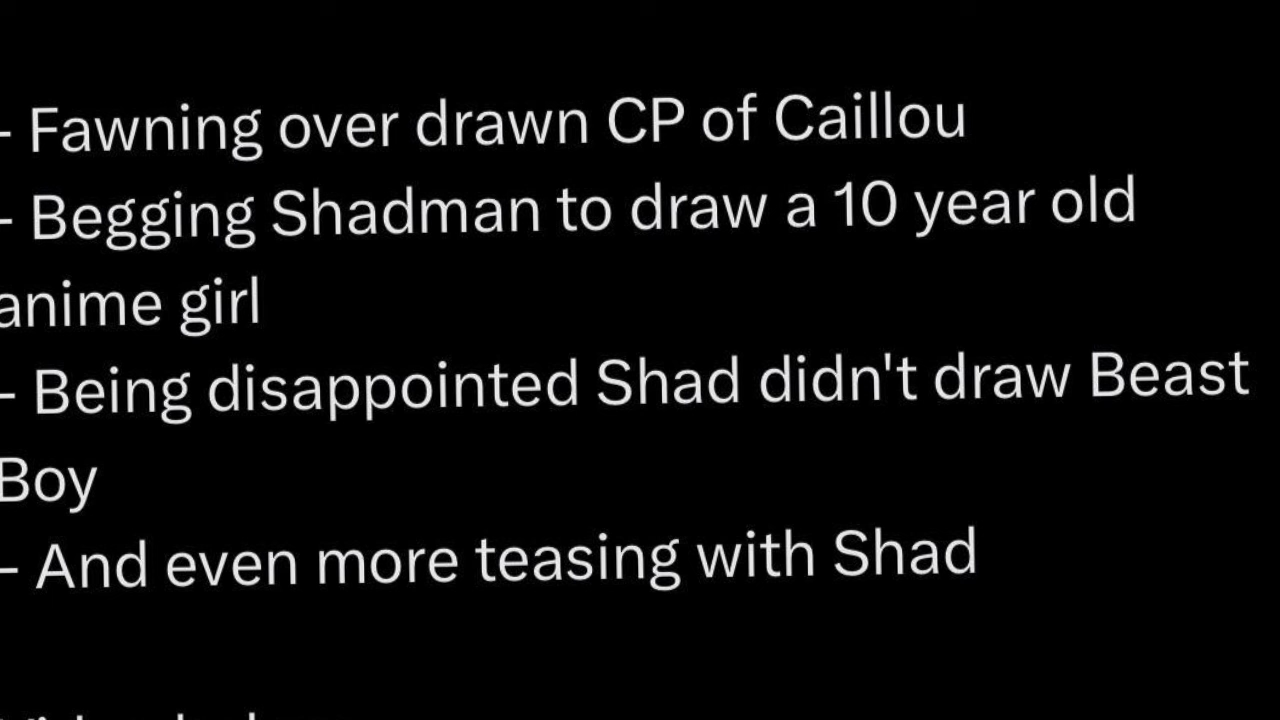 - Fawning over drawn CP of Caillou
- Begging Shadman to draw a 10 year old
anime girl
- Being disappointed Shad didn't draw Beast
Boy
- And even more teasing with Shad